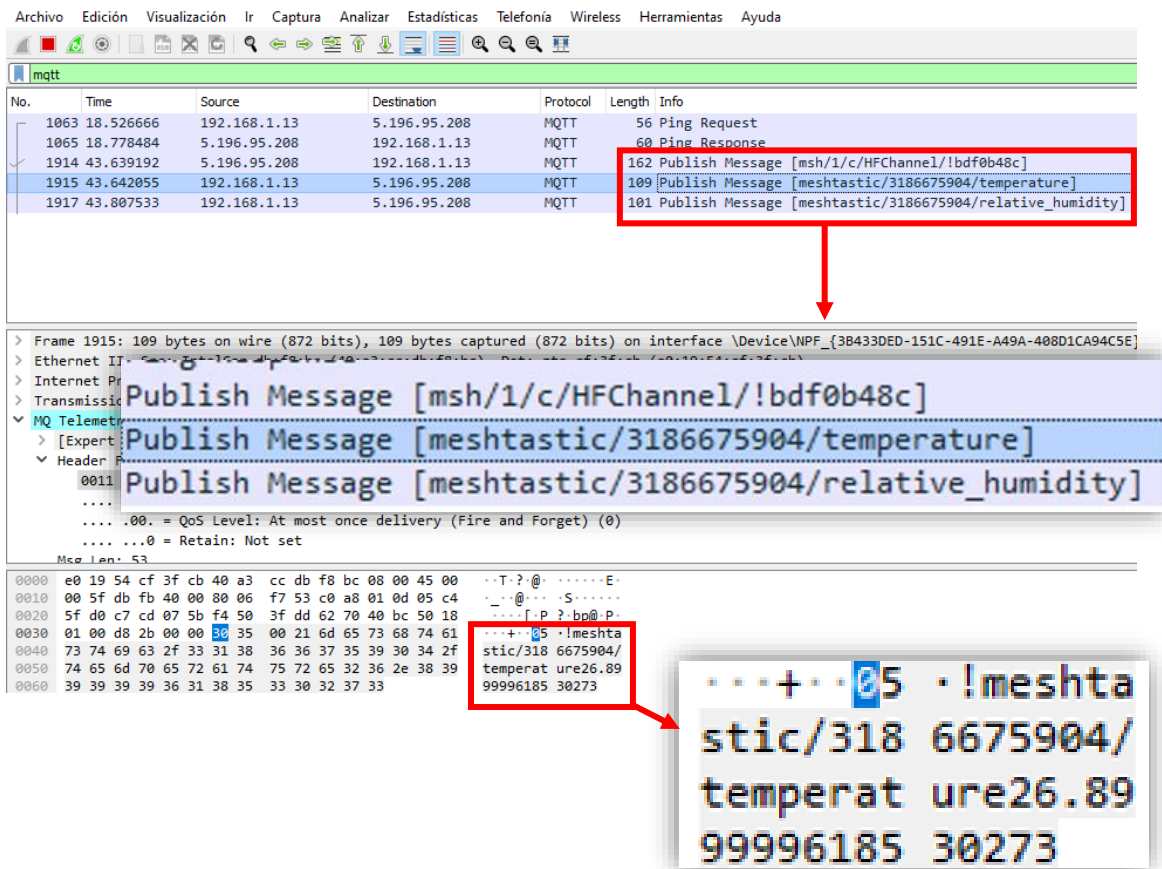 Archivo Edición Visualización Ir Captura Analizar Estadísticas Telefonía Wireless Herramientas Ayuda
mqtt
No. Time Source Destination Protocol Length Info
1063 18.526666 192.168.1.13 5.196.95.208 MQTT 56 Ping Request
1065 18.778484 5.196.95.208 192.168.1.13 MQTT 60 Ping Response
1914 43.639192 5.196.95.208 192.168.1.13 MQTT 162 Publish Message [msh/1/c/HFChannel/!bdf0b48c]
1915 43.642055 192.168.1.13 5.196.95.208 MQTT 109 Publish Message [meshtastic/3186675904/temperature]
1917 43.807533 192.168.1.13 5.196.95.208 MQTT 101 Publish Message [meshtastic/3186675904/relative_humidity]
> Frame 1915: 109 bytes on wire (872 bits), 109 bytes captured (872 bits) on interface \Device\NPF_{3B433DED-151C-491E-A49A-408D1CA94C5E}
> Ethernet II
> Internet
>
MQ
> [Expert
Header
0011
Publish Message [msh/1/c/HFChannel/!bdf0b48c]
Publish Message [meshtastic/3186675904/temperature]
Publish Message [meshtastic/3186675904/relative_humidity]
....
.... .00. = QoS Level: At most once delivery (Fire and Forget) (0)
.... ...0 = Retain: Not set
Msg Len: 53
0000 e0 19 54 cf 3f cb 40 a3 cc db f8 bc 08 00 45 00 ··T·?·@· ······E·
0010 00 5f db fb 40 00 80 06 f7 53 c0 a8 01 0d 05 c4 ·_··@··· ·S······
0020 5f d0 c7 cd 07 5b f4 50 3f dd 62 70 40 bc 50 18 _····[·P ?·bp@·P·
0030 01 00 d8 2b 00 00 30 35 00 21 6d 65 73 68 74 61 ···+··05 ·!meshta
0040 73 74 69 63 2f 33 31 38 36 36 37 35 39 30 34 2f stic/318 6675904/
0050 74 65 6d 70 65 72 61 74 75 72 65 32 36 2e 38 39 temperat ure26.89
0060 39 39 39 39 36 31 38 35 33 30 32 37 33 99996185 30273
···+··05 ·!meshta
stic/318 6675904/
temperat ure26.89
99996185 30273